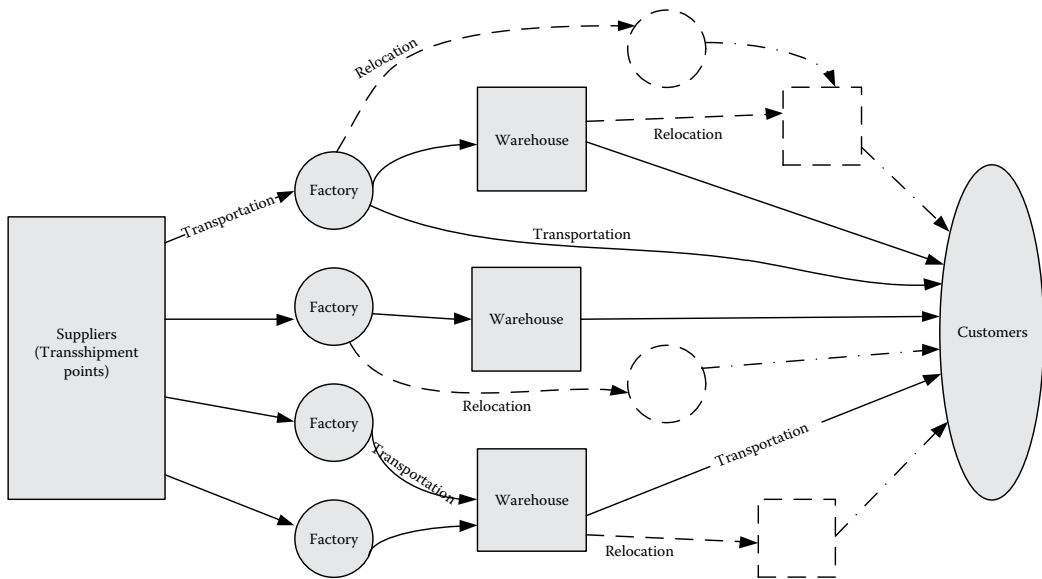 Relocation
Warehouse
Relocation
Factory
Transportation
Transportation
Suppliers
(Transshipment
points)
Factory
Warehouse
Customers
Relocation
Factory
Transportation
Transportation
Warehouse
Factory
Relocation